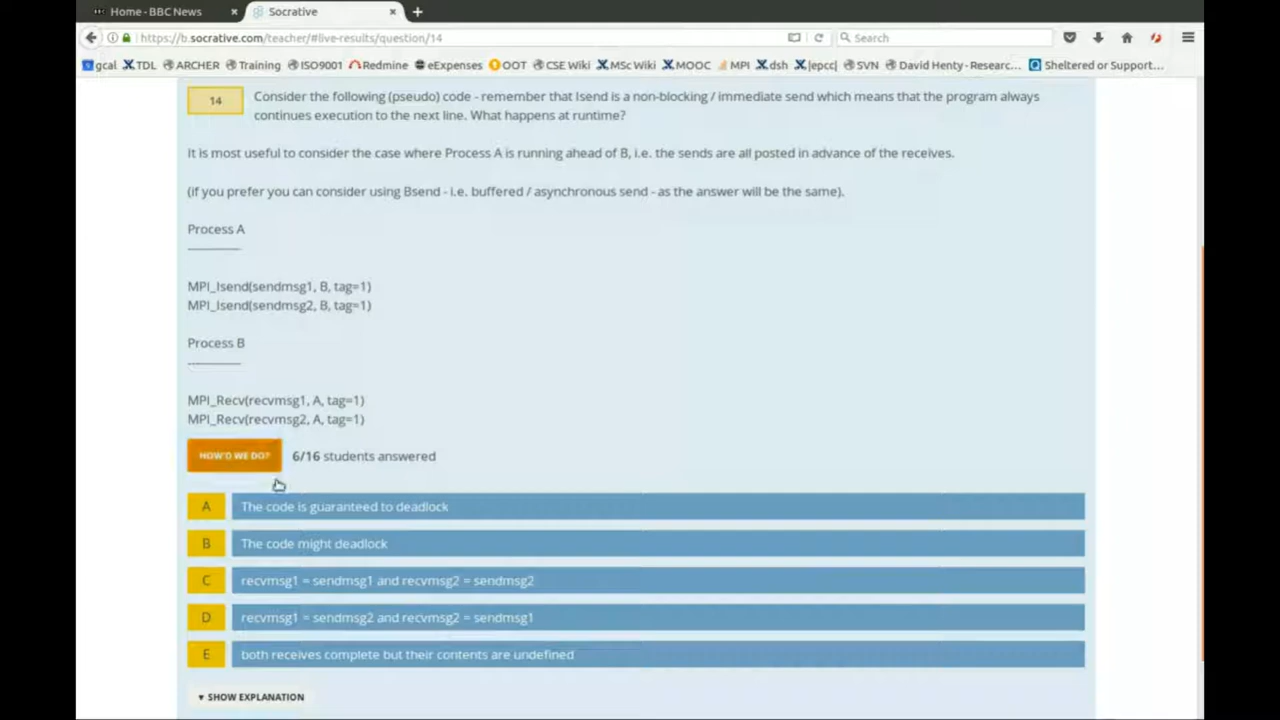 Home - BBC News
Socrative
https://b.socrative.com/teacher/#live-results/question/14
Search
gcal TDL ARCHER Training ISO9001 Redmine eExpenses OOT CSE Wiki MSc Wiki MOOC MPI dsh |epcc| SVN David Henty - Researc... Sheltered or Support...
14
Consider the following (pseudo) code - remember that Isend is a non-blocking / immediate send which means that the program always
continues execution to the next line. What happens at runtime?
It is most useful to consider the case where Process A is running ahead of B, i.e. the sends are all posted in advance of the receives.
(if you prefer you can consider using Bsend - i.e. buffered / asynchronous send - as the answer will be the same).
Process A
----------
MPI_Isend(sendmsg1, B, tag=1)
MPI_Isend(sendmsg2, B, tag=1)
Process B
----------
MPI_Recv(recvmsg1, A, tag=1)
MPI_Recv(recvmsg2, A, tag=1)
HOW'D WE DO? 6/16 students answered
A The code is guaranteed to deadlock
B The code might deadlock
C recvmsg1 = sendmsg1 and recvmsg2 = sendmsg2
D recvmsg1 = sendmsg2 and recvmsg2 = sendmsg1
E both receives complete but their contents are undefined
▼ SHOW EXPLANATION